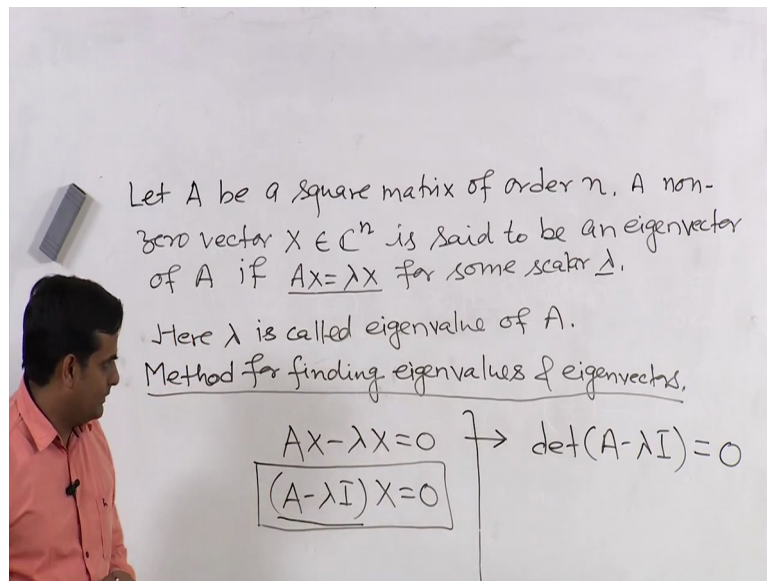 Let A be a square matrix of order n. A non-
zero vector X ∈ ℂⁿ is said to be an eigenvector
of A if AX=λX for some scalar λ.
Here λ is called eigenvalue of A.
Method for finding eigenvalues & eigenvectors.
AX-λX=0 → det(A-λI)=0
(A-λI)X=0